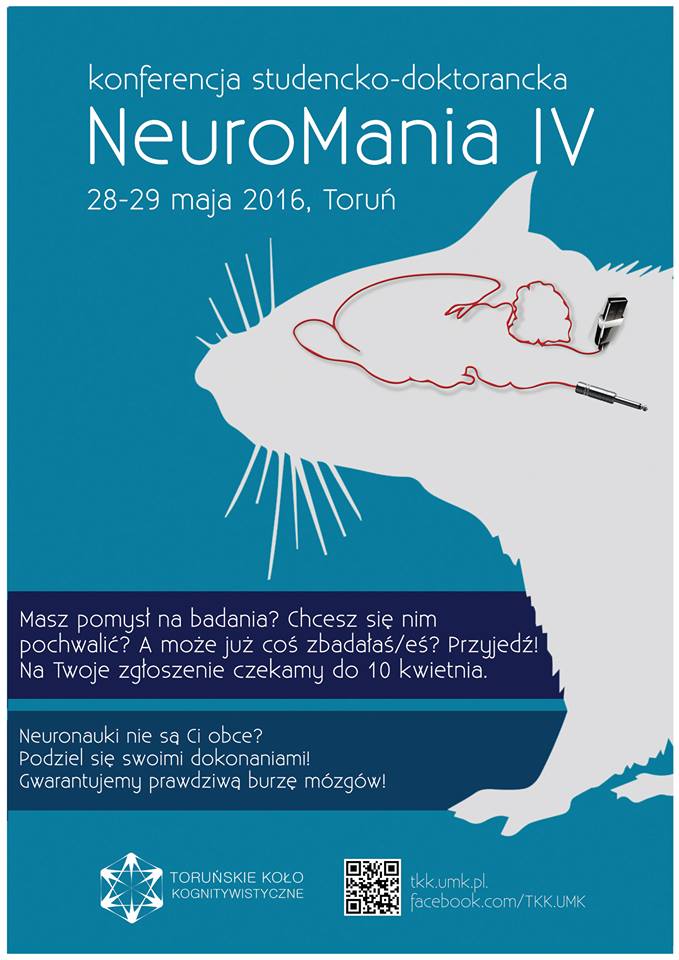 konferencja studencko-doktorancka
NeuroMania IV
28-29 maja 2016, Toruń
Masz pomysł na badania? Chcesz się nim
pochwalić? A może już coś zbadałaś/eś? Przyjedź!
Na Twoje zgłoszenie czekamy do 10 kwietnia.
Neuronauki nie są Ci obce?
Podziel się swoimi dokonaniami!
Gwarantujemy prawdziwą burzę mózgów!
TORUŃSKIE KOŁO
KOGNITYWISTYCZNE
tkk.umk.pl.
facebook.com/TKK.UMK